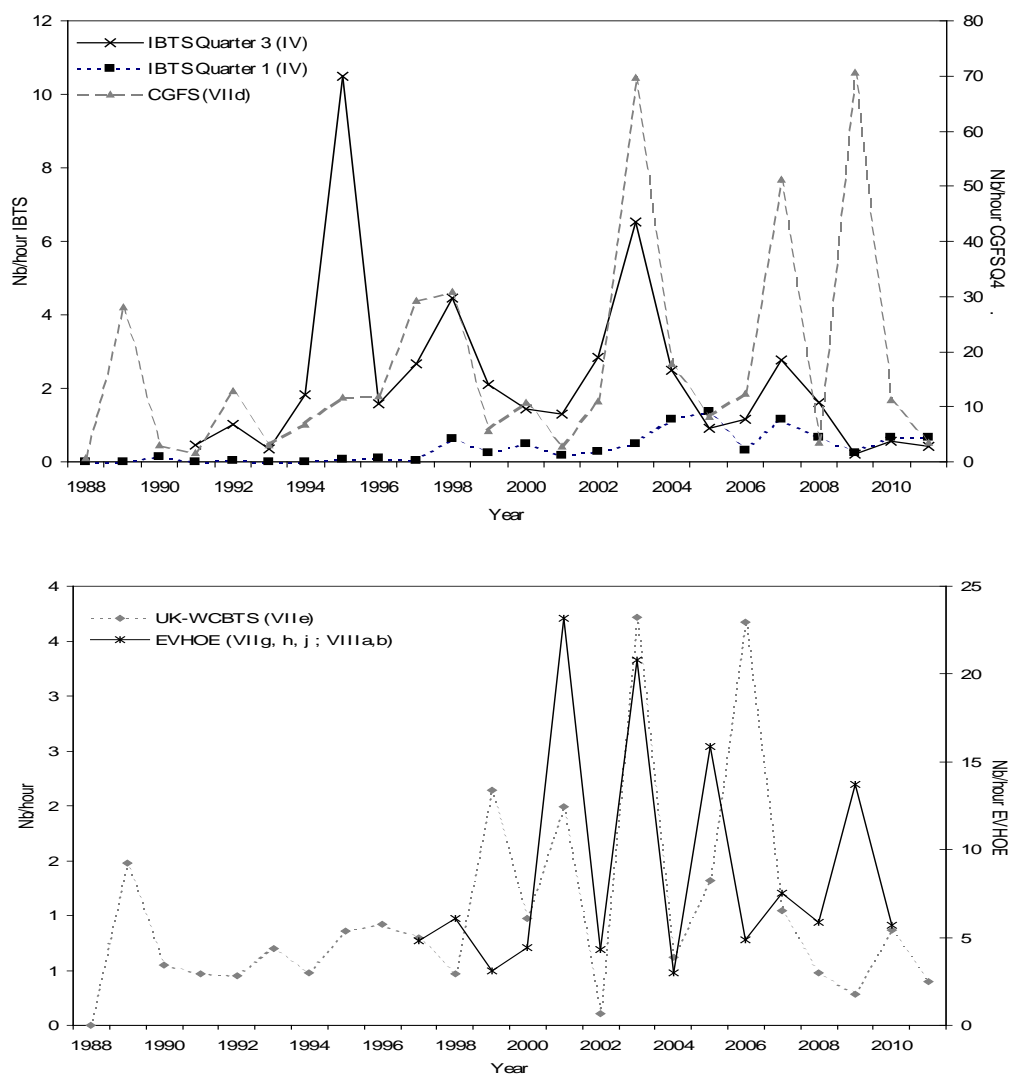 12
10
8
6
4
2
0
Nb/hour IBTS
IBTS Quarter 3 (IV)
IBTS Quarter 1 (IV)
CGFS (VIId)
80
70
60
50
40
30
20
10
0
Nb/hour CGFS Q4
.
1988 1990 1992 1994 1996 1998 2000 2002 2004 2006 2008 2010
Year
4
4
3
3
2
2
1
1
0
Nb/hour
UK-WCBTS (VIIe)
EVHOE (VIIg, h, j ; VIIIa,b)
25
20
15
10
5
0
Nb/hour EVHOE
1988 1990 1992 1994 1996 1998 2000 2002 2004 2006 2008 2010
Year